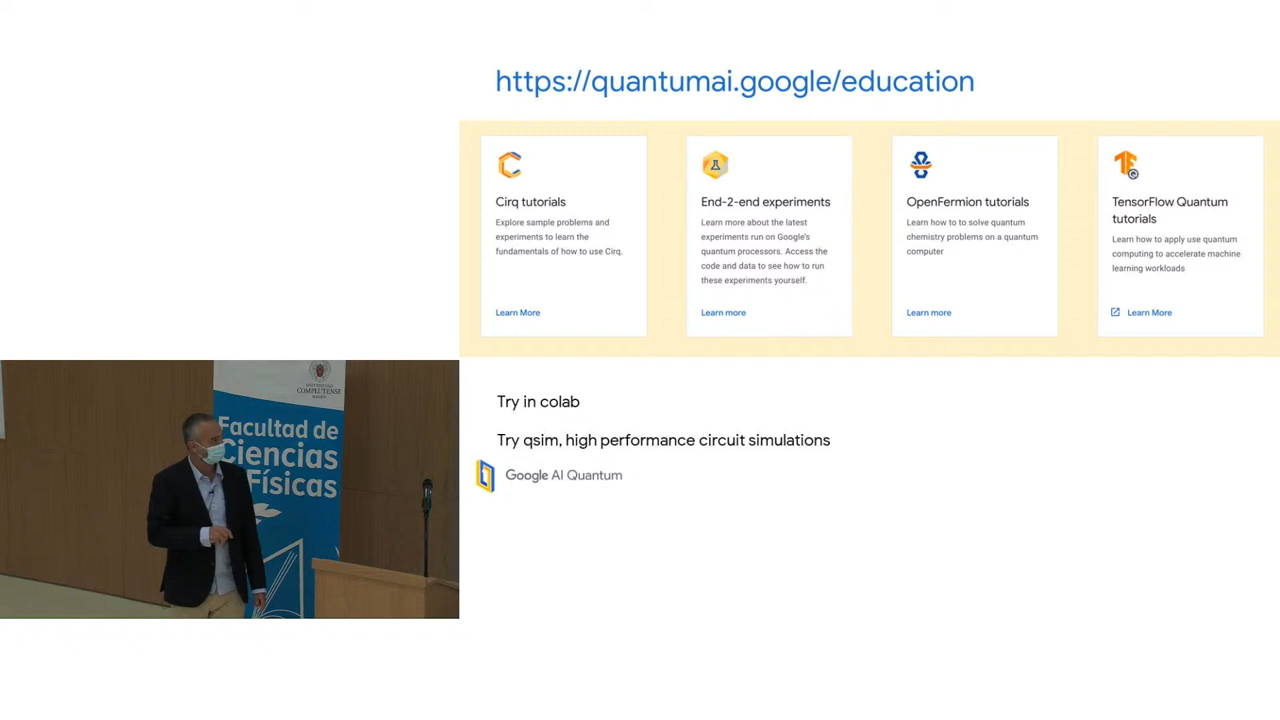 https://quantumai.google/education
Cirq tutorials
Explore sample problems and
experiments to learn the
fundamentals of how to use Cirq.
Learn More
End-2-end experiments
Learn more about the latest
experiments run on Google's
quantum processors. Access the
code and data to see how to run
these experiments yourself.
Learn more
OpenFermion tutorials
Learn how to to solve quantum
chemistry problems on a quantum
computer
Learn more
TensorFlow Quantum
tutorials
Learn how to apply use quantum
computing to accelerate machine
learning workloads
Learn More
Try in colab
Try qsim, high performance circuit simulations
Google AI Quantum
UNIVERSIDAD
COMPLUTENSE
MADRID
Facultad de
Ciencias
Físicas